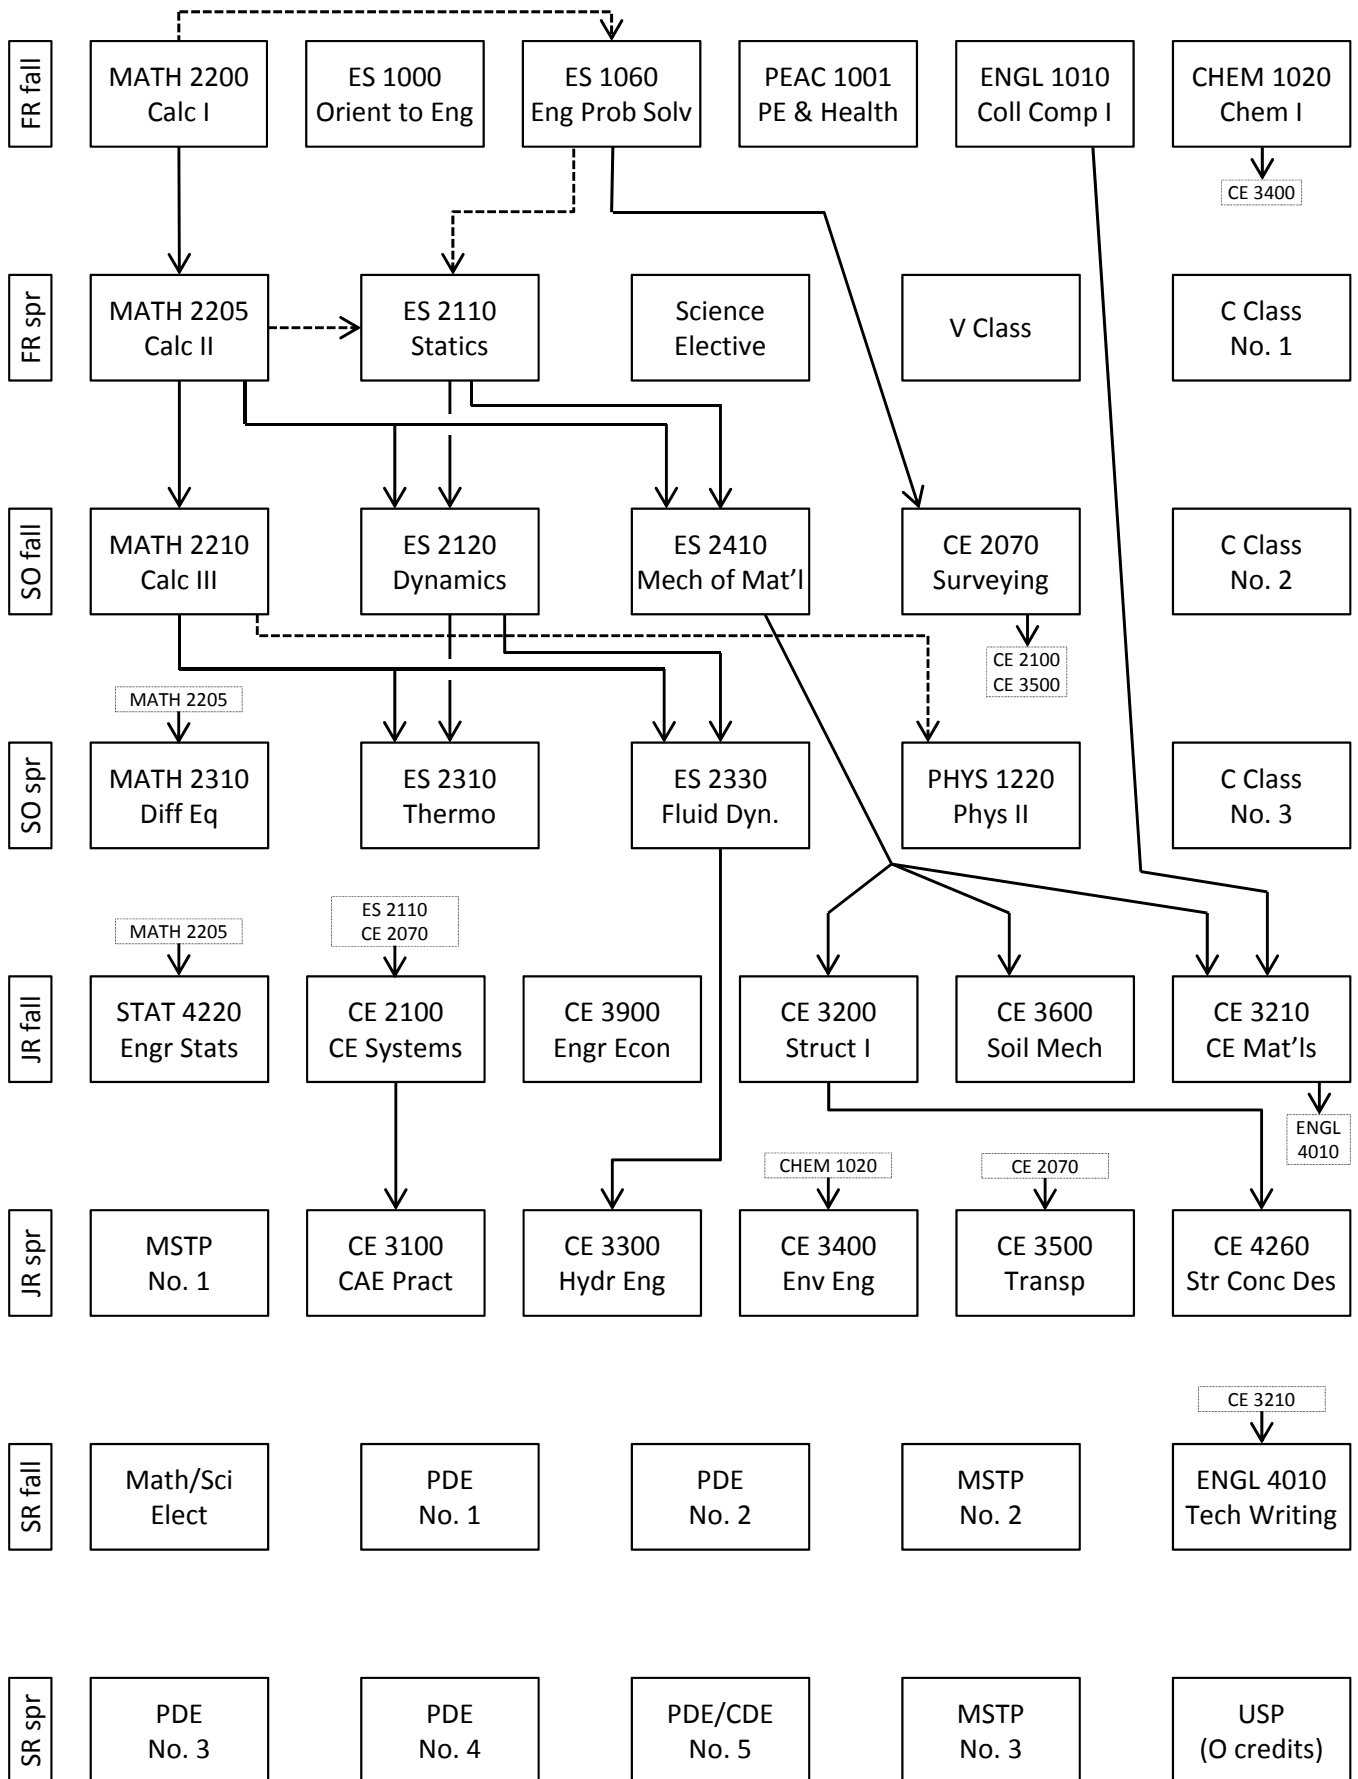 FR fall
MATH 2200
Calc I
ES 1000
Orient to Eng
ES 1060
Eng Prob Solv
PEAC 1001
PE & Health
ENGL 1010
Coll Comp I
CHEM 1020
Chem I
CE 3400
FR spr
MATH 2205
Calc II
ES 2110
Statics
Science
Elective
V Class
C Class
No. 1
SO fall
MATH 2210
Calc III
ES 2120
Dynamics
ES 2410
Mech of Mat’l
CE 2070
Surveying
C Class
No. 2
CE 2100
CE 3500
MATH 2205
SO spr
MATH 2310
Diff Eq
ES 2310
Thermo
ES 2330
Fluid Dyn.
PHYS 1220
Phys II
C Class
No. 3
MATH 2205
ES 2110
CE 2070
JR fall
STAT 4220
Engr Stats
CE 2100
CE Systems
CE 3900
Engr Econ
CE 3200
Struct I
CE 3600
Soil Mech
CE 3210
CE Mat’ls
ENGL
4010
CHEM 1020
CE 2070
JR spr
MSTP
No. 1
CE 3100
CAE Pract
CE 3300
Hydr Eng
CE 3400
Env Eng
CE 3500
Transp
CE 4260
Str Conc Des
CE 3210
SR fall
Math/Sci
Elect
PDE
No. 1
PDE
No. 2
MSTP
No. 2
ENGL 4010
Tech Writing
SR spr
PDE
No. 3
PDE
No. 4
PDE/CDE
No. 5
MSTP
No. 3
USP
(O credits)